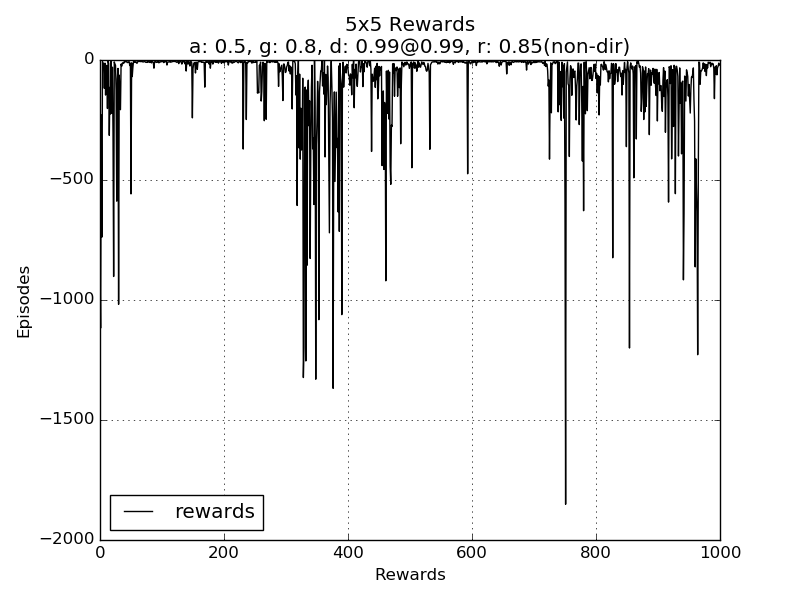 5x5 Rewards
a: 0.5, g: 0.8, d: 0.99@0.99, r: 0.85(non-dir)
0
−500
−1000
−1500
−2000
Episodes
rewards
0 200 400 600 800 1000
Rewards